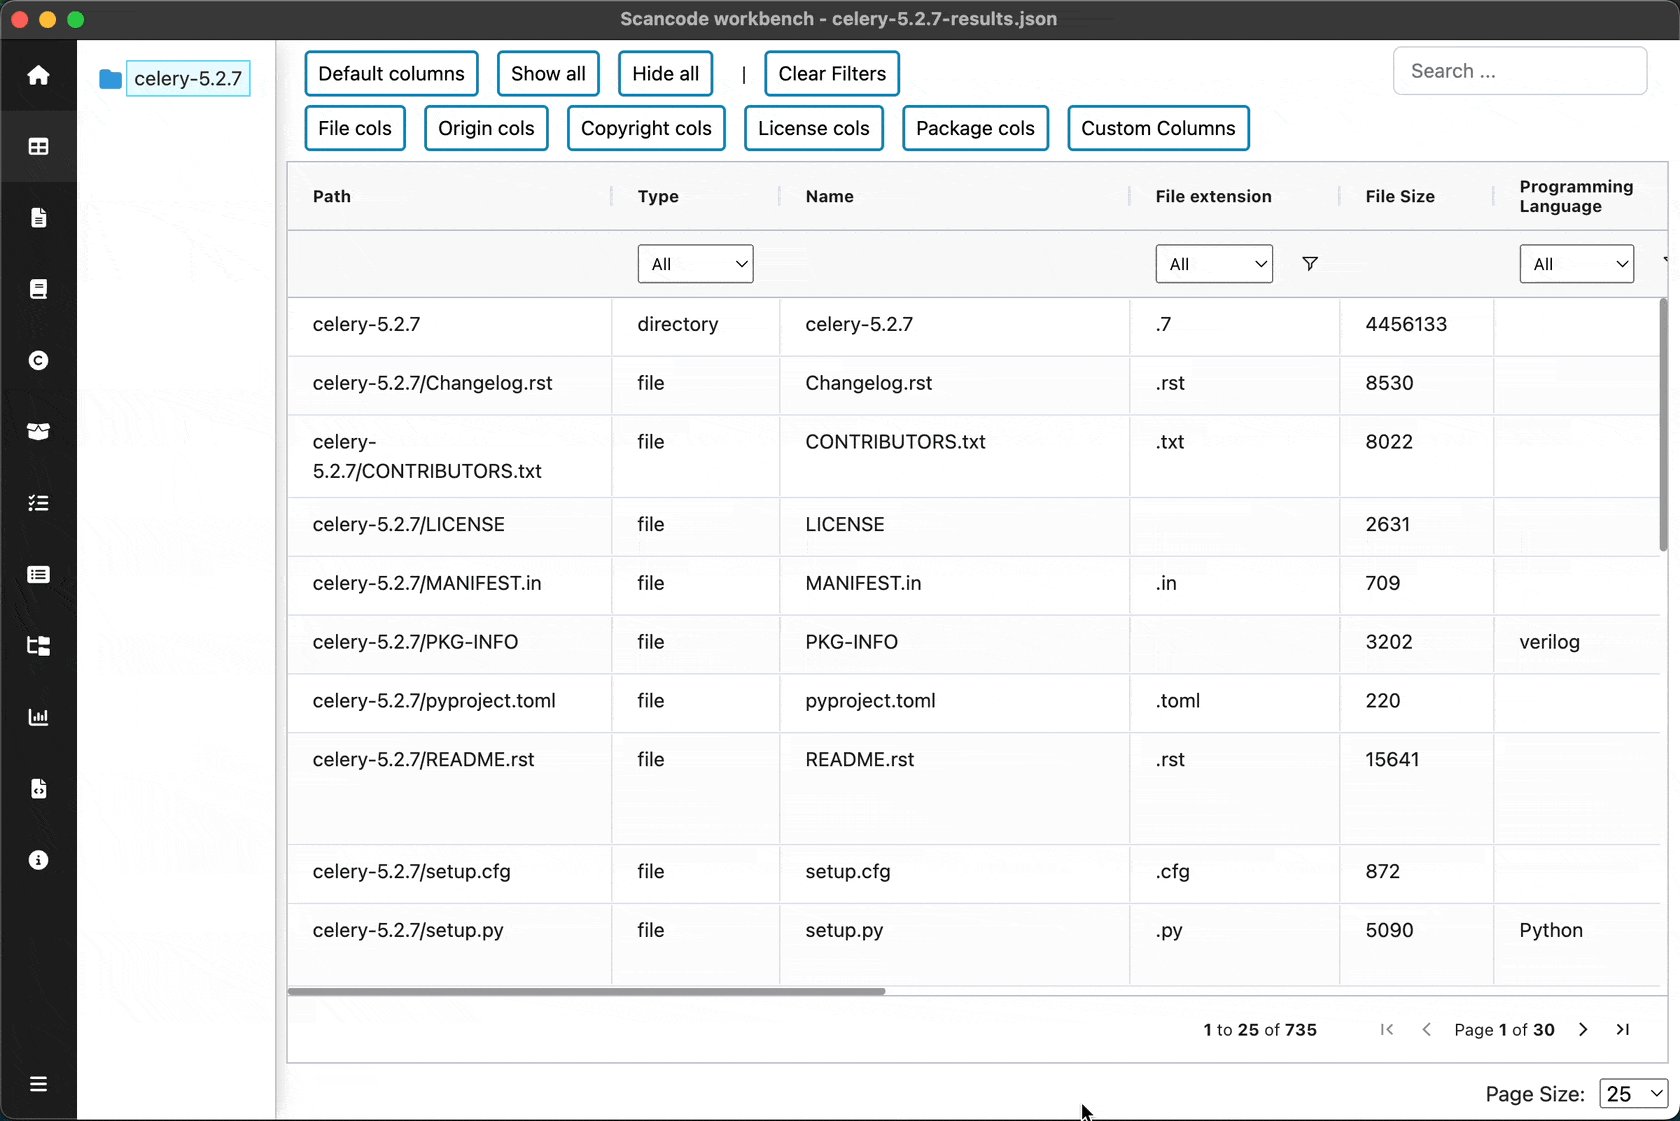 Scancode workbench - celery-5.2.7-results.json
celery-5.2.7
Default columns Show all Hide all | Clear Filters
Search ...
File cols Origin cols Copyright cols License cols Package cols Custom Columns
Path Type Name File extension File Size Programming
Language
All All All
celery-5.2.7 directory celery-5.2.7 .7 4456133
celery-5.2.7/Changelog.rst file Changelog.rst .rst 8530
celery- file CONTRIBUTORS.txt .txt 8022
5.2.7/CONTRIBUTORS.txt
celery-5.2.7/LICENSE file LICENSE 2631
celery-5.2.7/MANIFEST.in file MANIFEST.in .in 709
celery-5.2.7/PKG-INFO file PKG-INFO 3202 verilog
celery-5.2.7/pyproject.toml file pyproject.toml .toml 220
celery-5.2.7/README.rst file README.rst .rst 15641
celery-5.2.7/setup.cfg file setup.cfg .cfg 872
celery-5.2.7/setup.py file setup.py .py 5090 Python
1 to 25 of 735 Page 1 of 30
Page Size: 25